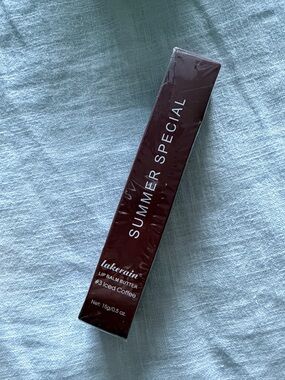 SUMMER SPECIAL
lakerain®
LIP BALM BUTTER
#3 Iced Coffee
Net: 15g/0.5 oz.